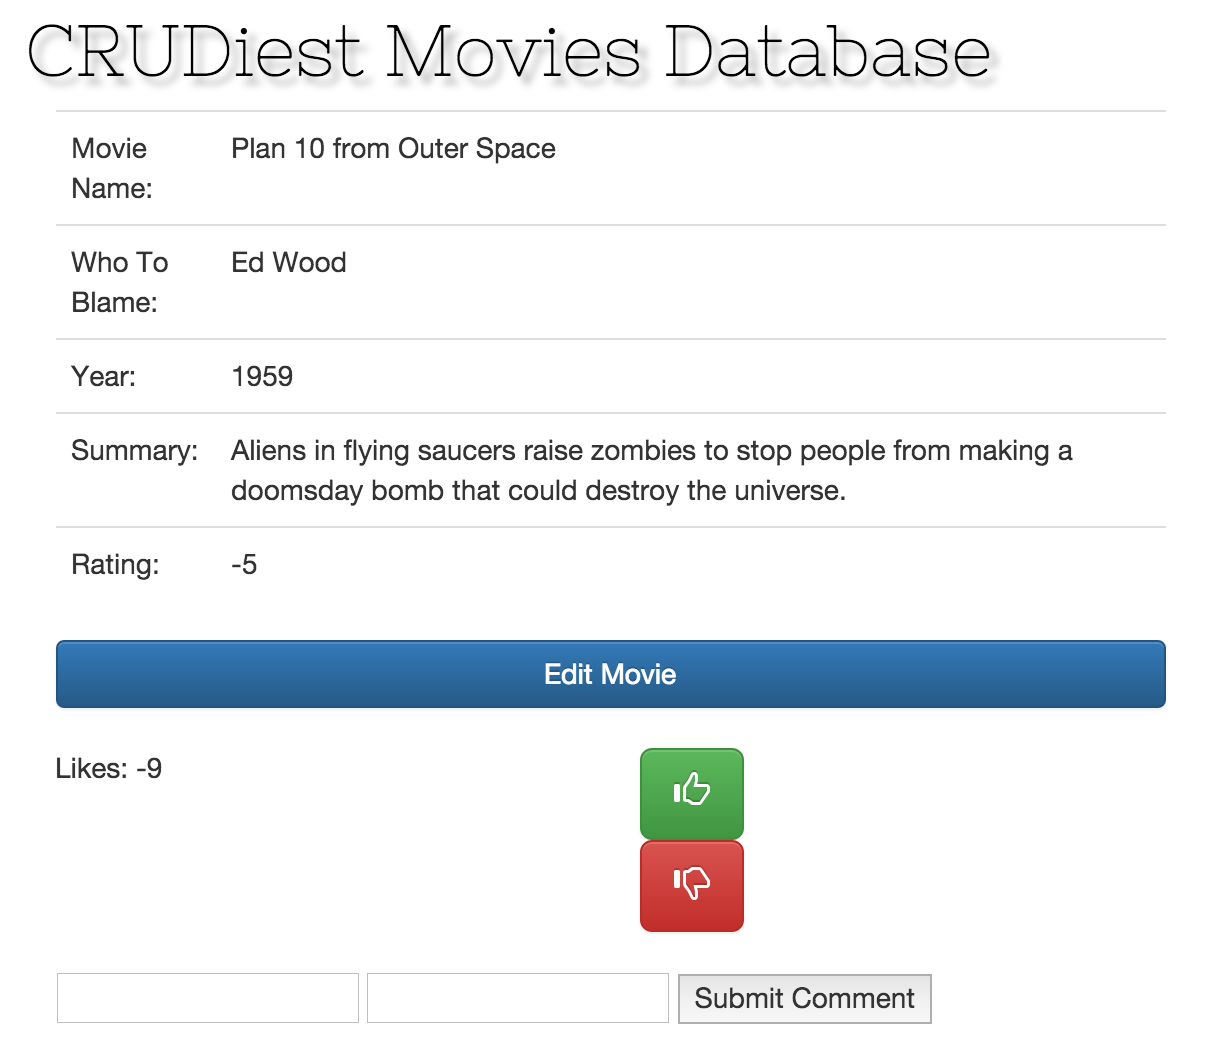 CRUDiest Movies Database
Movie Name: Plan 10 from Outer Space
Who To Blame: Ed Wood
Year: 1959
Summary: Aliens in flying saucers raise zombies to stop people from making a
doomsday bomb that could destroy the universe.
Rating: -5
Edit Movie
Likes: -9
Submit Comment